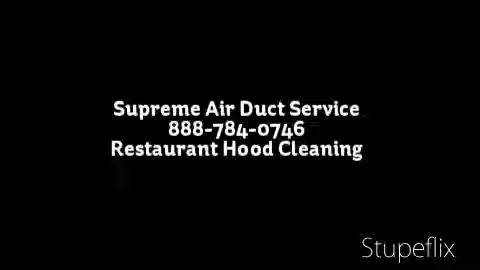 Supreme Air Duct Service
888-784-0746
Restaurant Hood Cleaning
Stupeflix